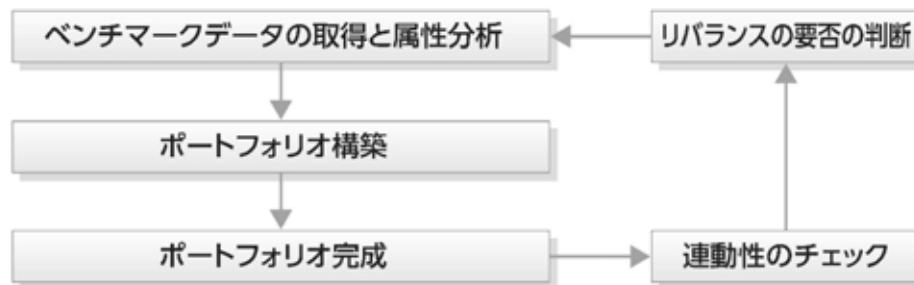 ベンチマークデータの取得と属性分析
リバランスの要否の判断
ポートフォリオ構築
ポートフォリオ完成
連動性のチェック